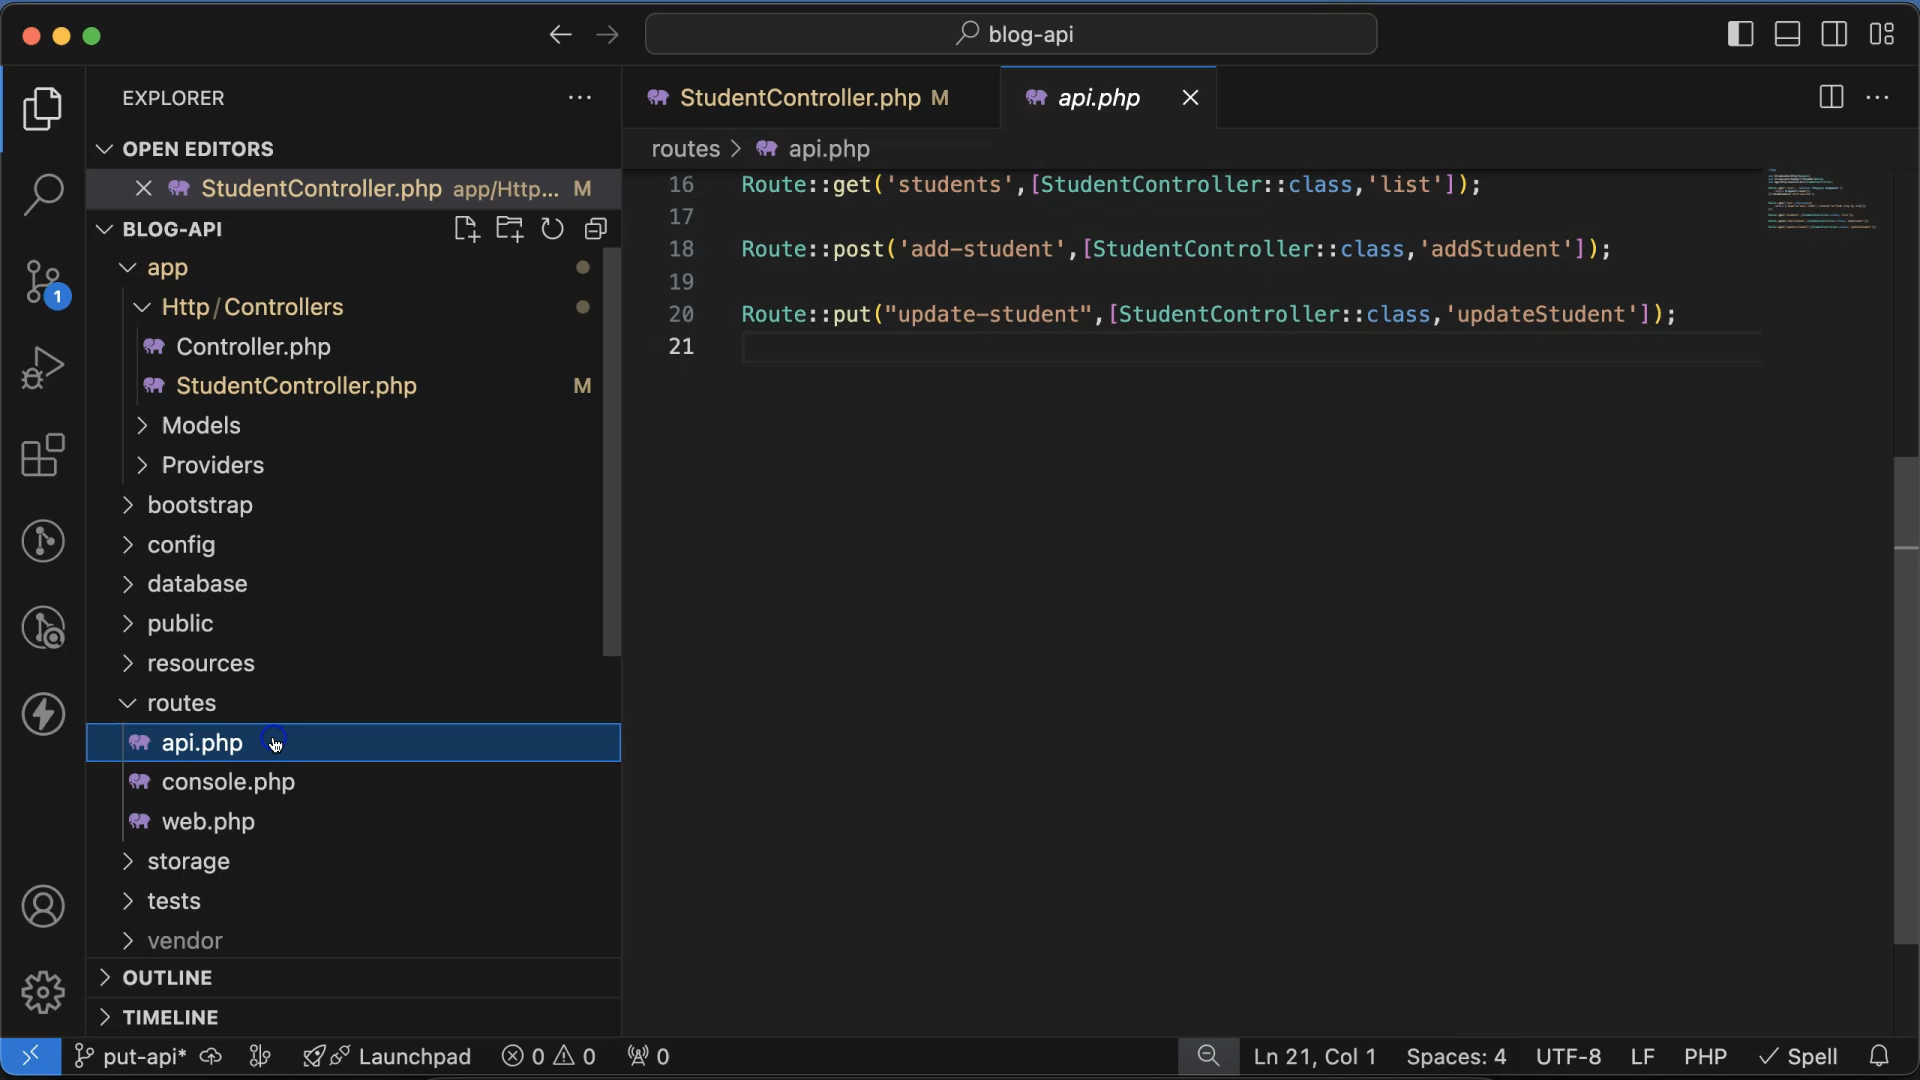 blog-api
EXPLORER
OPEN EDITORS
StudentController.php app/Http... M
BLOG-API
app
Http / Controllers
Controller.php
StudentController.php M
Models
Providers
bootstrap
config
database
public
resources
routes
api.php
console.php
web.php
storage
tests
vendor
OUTLINE
TIMELINE
1
StudentController.php M
api.php
routes > api.php
16 Route::get('students',[StudentController::class,'list']);
17
18 Route::post('add-student',[StudentController::class,'addStudent']);
19
20 Route::put("update-student",[StudentController::class,'updateStudent']);
21
put-api* Launchpad 0 0 0 Ln 21, Col 1 Spaces: 4 UTF-8 LF PHP Spell